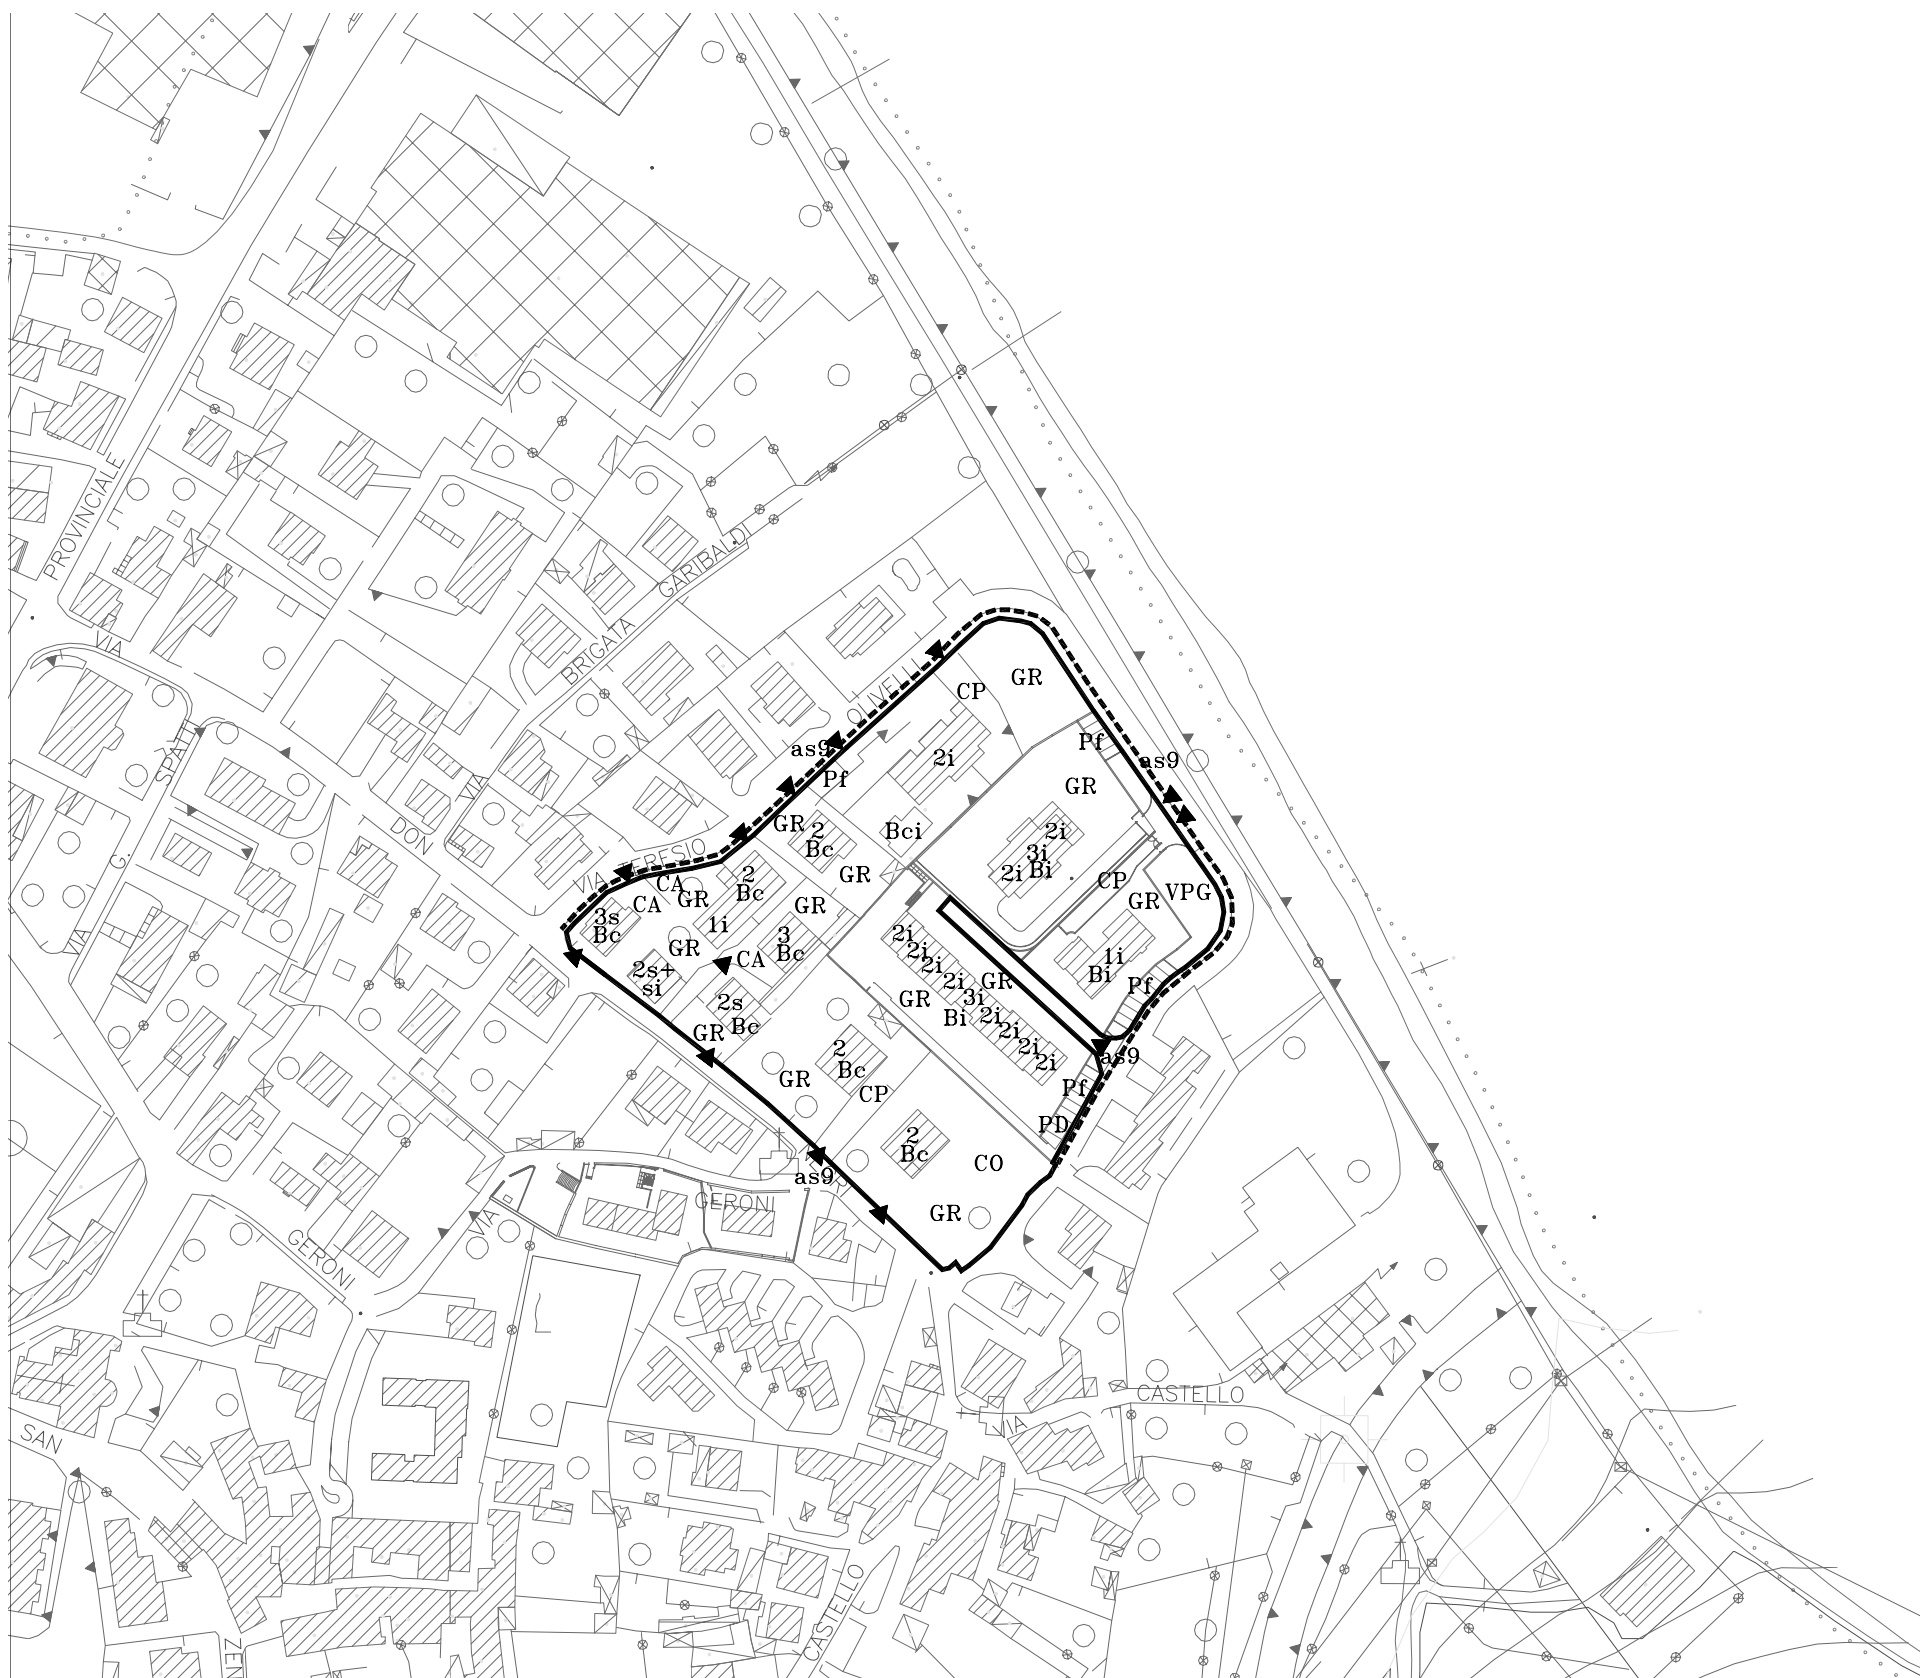 PROVINCIALE
GARIBALDI
BRIGATA
VIA
OLIVELLI
GR
CP
SPATTI
as9
Pf
as9
2i
Pf
GR
VIA
DON
GR
2
Bc
Bci
2i
3i
2i
Bi
G.
VIA TERESIO
CA
CA
GR
2
Bc
GR
CP
GR
VPG
GR
3s
Bc
1i
3
Bc
2i
2i
2i
2i
VIA
GR
CA
2s+
si
GR
1i
Bi
Pf
GR
3i
Bi
2i
2i
2i
2i
2s
Bc
GR
2
Bc
as9
GR
CP
Pf
PD
2
Bc
CO
as9
GERONI
VIA
GR
GERONI
CASTELLO
VIA
SAN
CASTELLO
ZEN